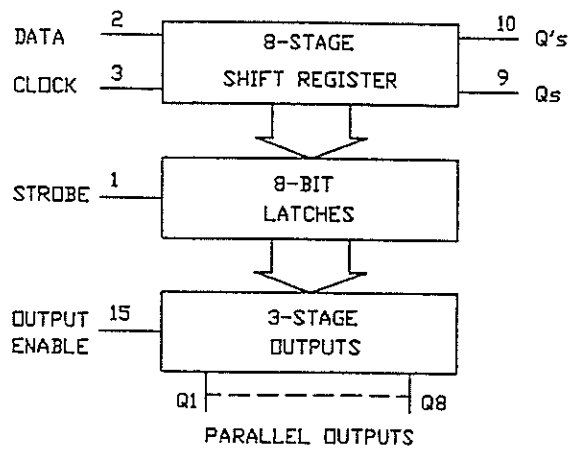 DATA 2
8-STAGE
SHIFT REGISTER
10 Q's
CLOCK 3
9 Qs
STROBE 1
8-BIT
LATCHES
OUTPUT
ENABLE
15
3-STAGE
OUTPUTS
Q1
Q8
PARALLEL OUTPUTS